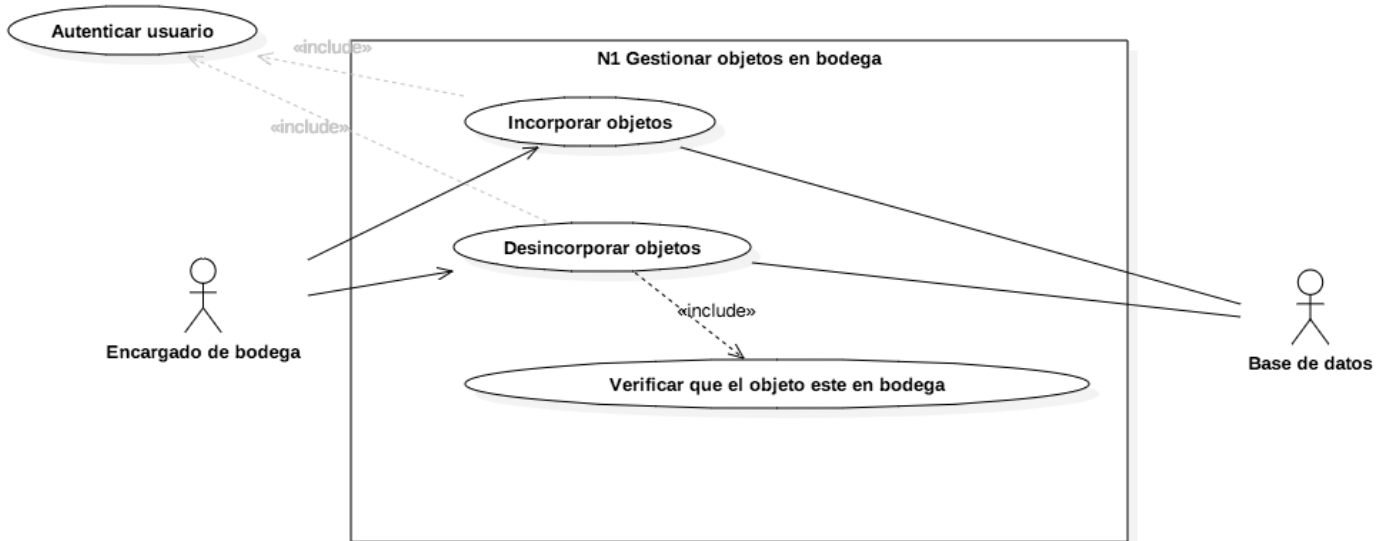 Autenticar usuario
«include»
N1 Gestionar objetos en bodega
Incorporar objetos
«include»
Desincorporar objetos
«include»
Encargado de bodega
Base de datos
Verificar que el objeto este en bodega